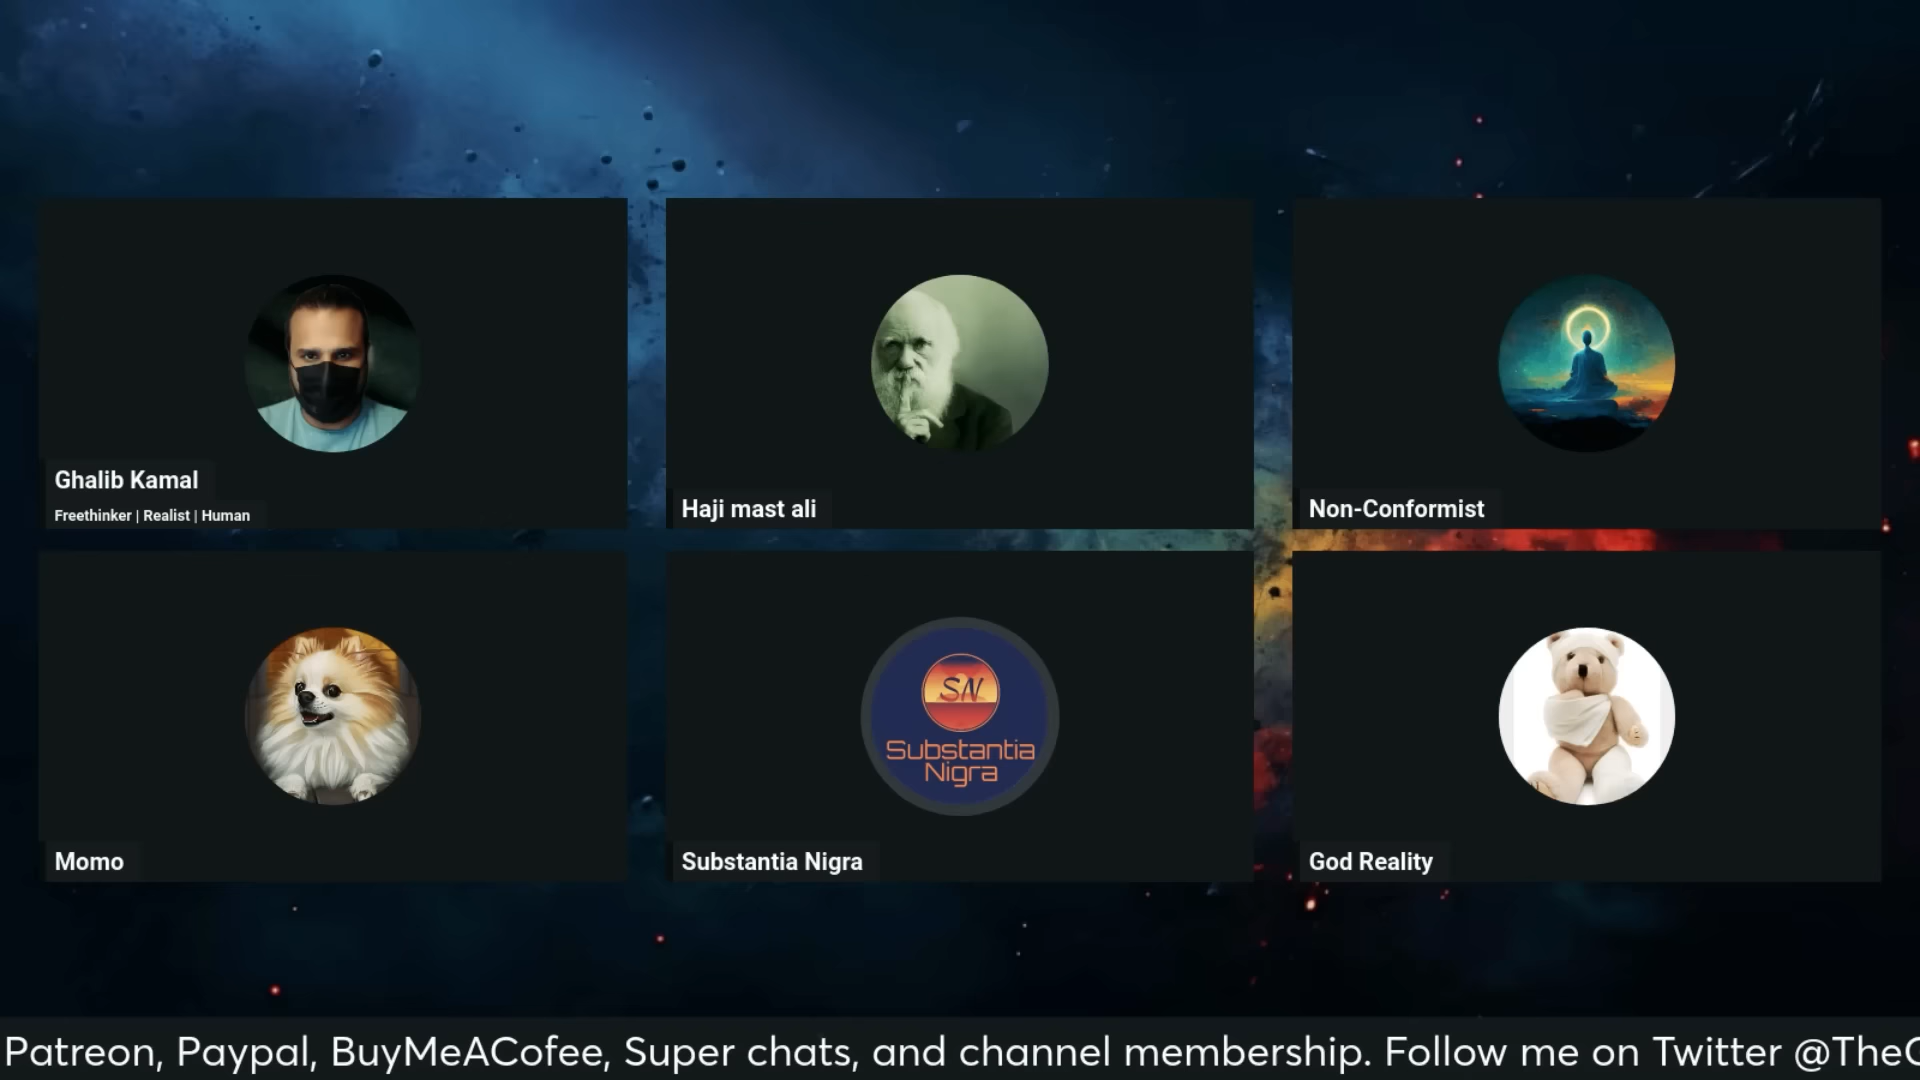 Ghalib Kamal
Freethinker | Realist | Human
Haji mast ali
Non-Conformist
Momo
SN
Substantia
Nigra
Substantia Nigra
God Reality
Patreon, Paypal, BuyMeACofee, Super chats, and channel membership. Follow me on Twitter @The